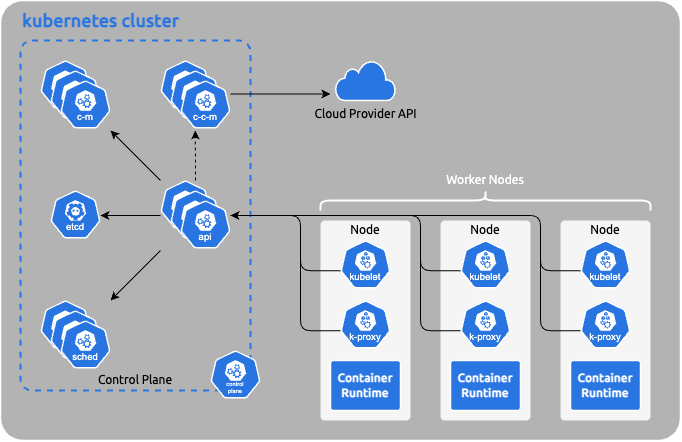 kubernetes cluster
c-m
c-c-m
Cloud Provider API
etcd
api
sched
Control Plane
control
plane
Worker Nodes
Node
kubelet
k-proxy
Container
Runtime
Node
kubelet
k-proxy
Container
Runtime
Node
kubelet
k-proxy
Container
Runtime